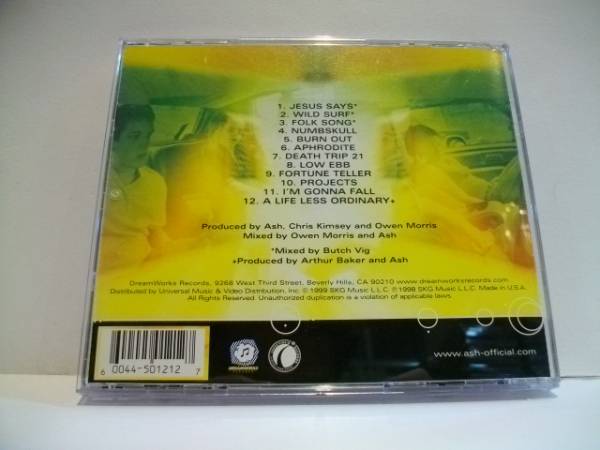 1. JESUS SAYS*
2. WILD SURF*
3. FOLK SONG*
4. NUMBSKULL
5. BURN OUT
6. APHRODITE
7. DEATH TRIP 21
8. LOW EBB
9. FORTUNE TELLER
10. PROJECTS
11. I'M GONNA FALL
12. A LIFE LESS ORDINARY+
Produced by Ash, Chris Kimsey and Owen Morris
Mixed by Owen Morris and Ash
*Mixed by Butch Vig
+Produced by Arthur Baker and Ash
DreamWorks Records, 9268 West Third Street, Beverly Hills, CA 90210 www.dreamworksrecords.com
Distributed by Universal Music & Video Distribution, Inc. © 1999 SKG Music L.L.C. ℗ 1998 SKG Music L.L.C. Made in U.S.A.
All Rights Reserved. Unauthorized duplication is a violation of applicable laws.
www.ash-official.com
6 0044-501212 7